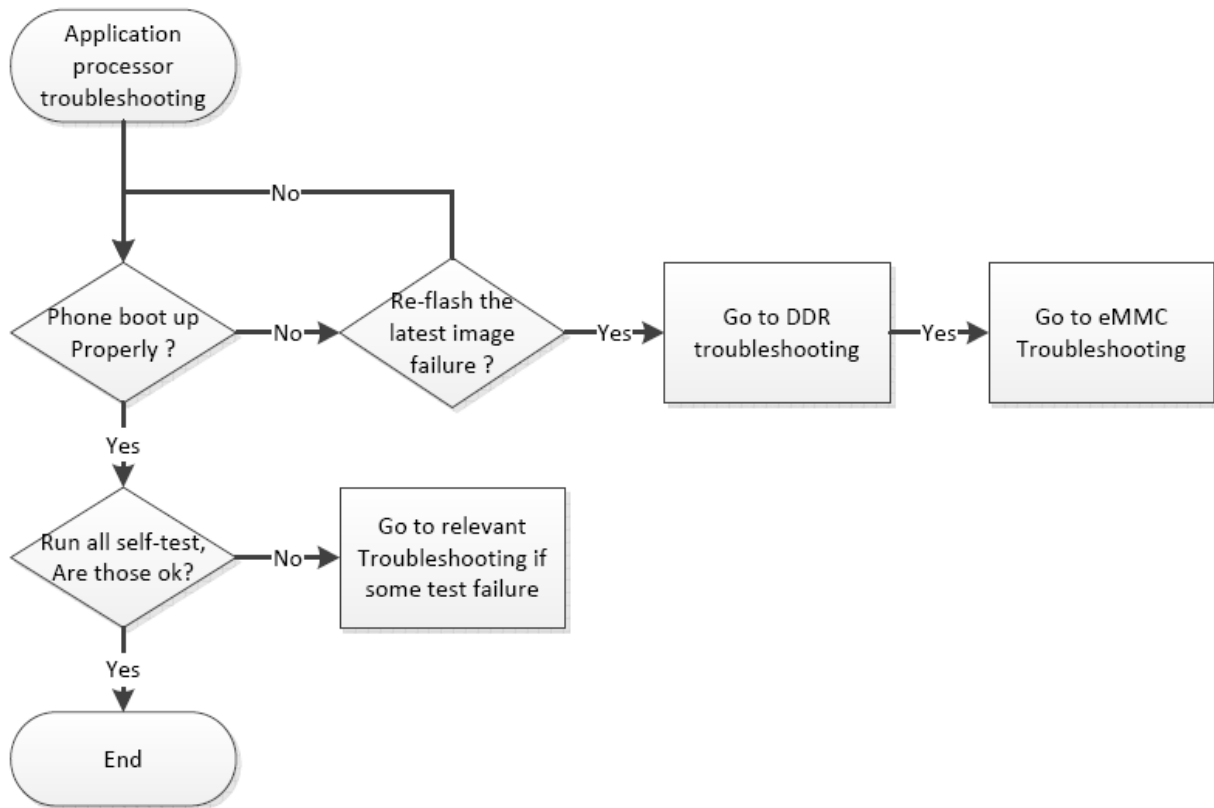 Application
processor
troubleshooting
No
Phone boot up
Properly ?
No
Re-flash the
latest image
failure ?
Yes
Go to DDR
troubleshooting
Yes
Go to eMMC
Troubleshooting
Yes
Run all self-test,
Are those ok?
No
Go to relevant
Troubleshooting if
some test failure
Yes
End